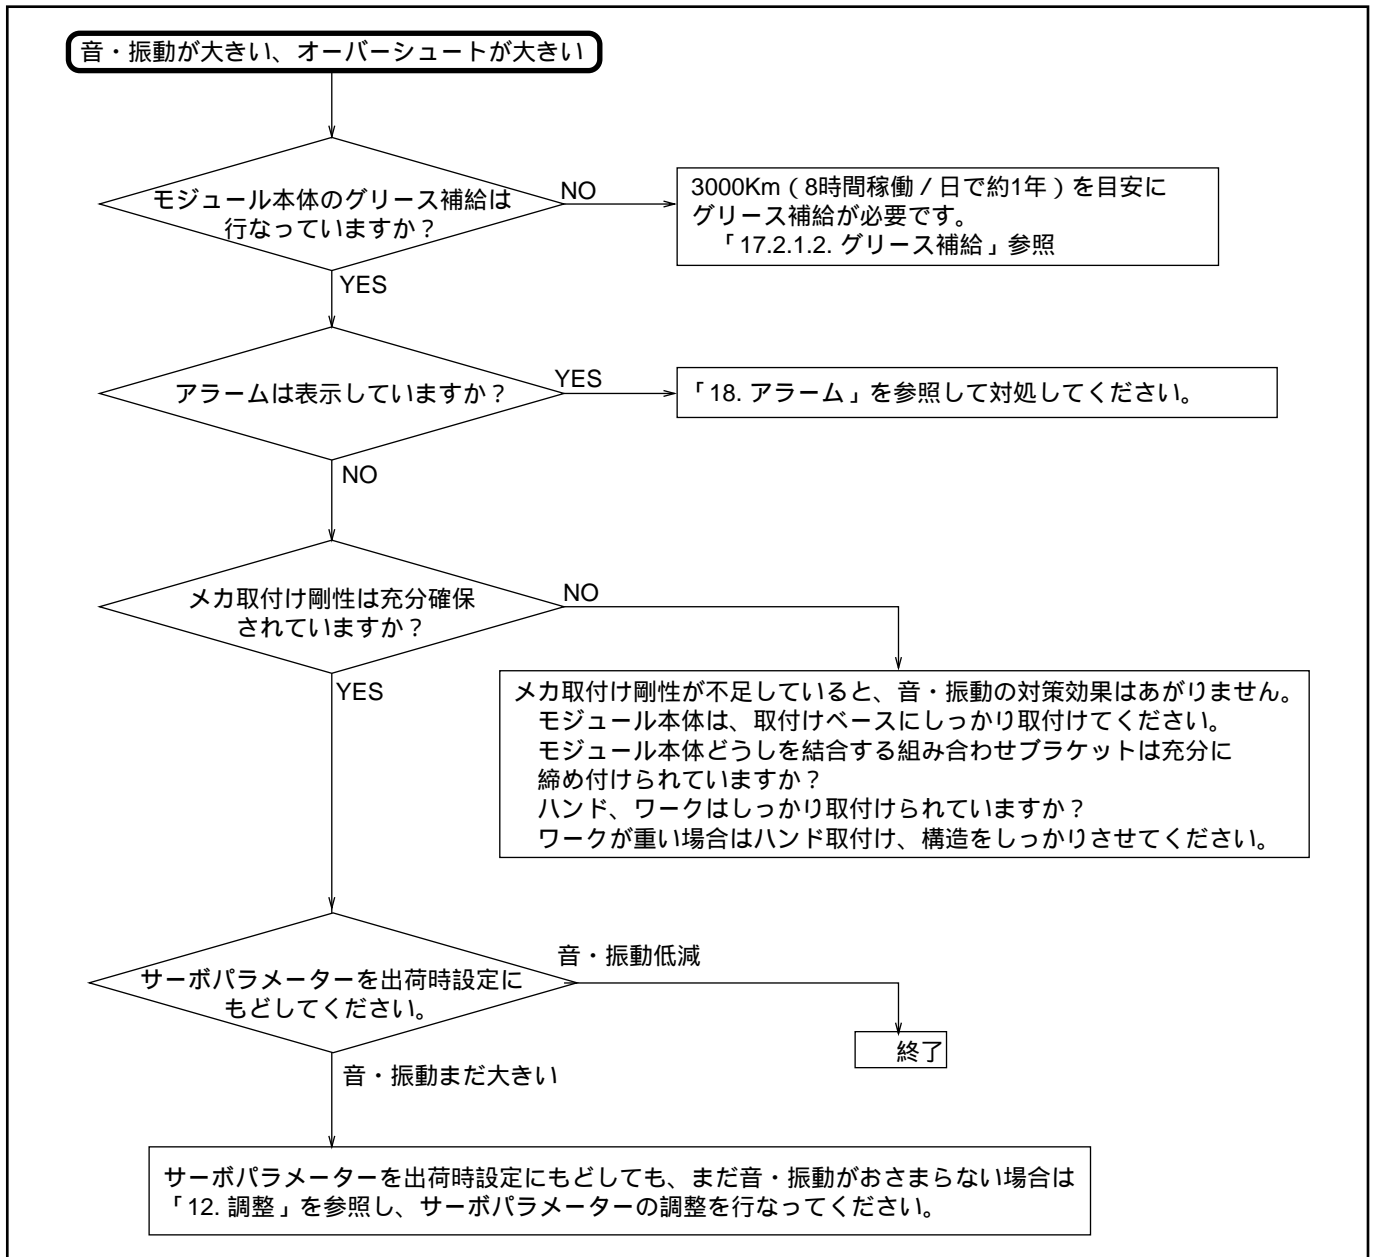 音・振動が大きい、オーバーシュートが大きい
モジュール本体のグリース補給は
行なっていますか？
NO
3000Km（8時間稼働／日で約1年）を目安に
グリース補給が必要です。
「17.2.1.2. グリース補給」参照
YES
アラームは表示していますか？
YES
「18. アラーム」を参照して対処してください。
NO
メカ取付け剛性は充分確保
されていますか？
NO
メカ取付け剛性が不足していると、音・振動の対策効果はあがりません。
モジュール本体は、取付けベースにしっかり取付けてください。
モジュール本体どうしを結合する組み合わせブラケットは充分に
締め付けられていますか？
ハンド、ワークはしっかり取付けられていますか？
ワークが重い場合はハンド取付け、構造をしっかりさせてください。
YES
サーボパラメーターを出荷時設定に
もどしてください。
音・振動低減
終了
音・振動まだ大きい
サーボパラメーターを出荷時設定にもどしても、まだ音・振動がおさまらない場合は
「12. 調整」を参照し、サーボパラメーターの調整を行なってください。